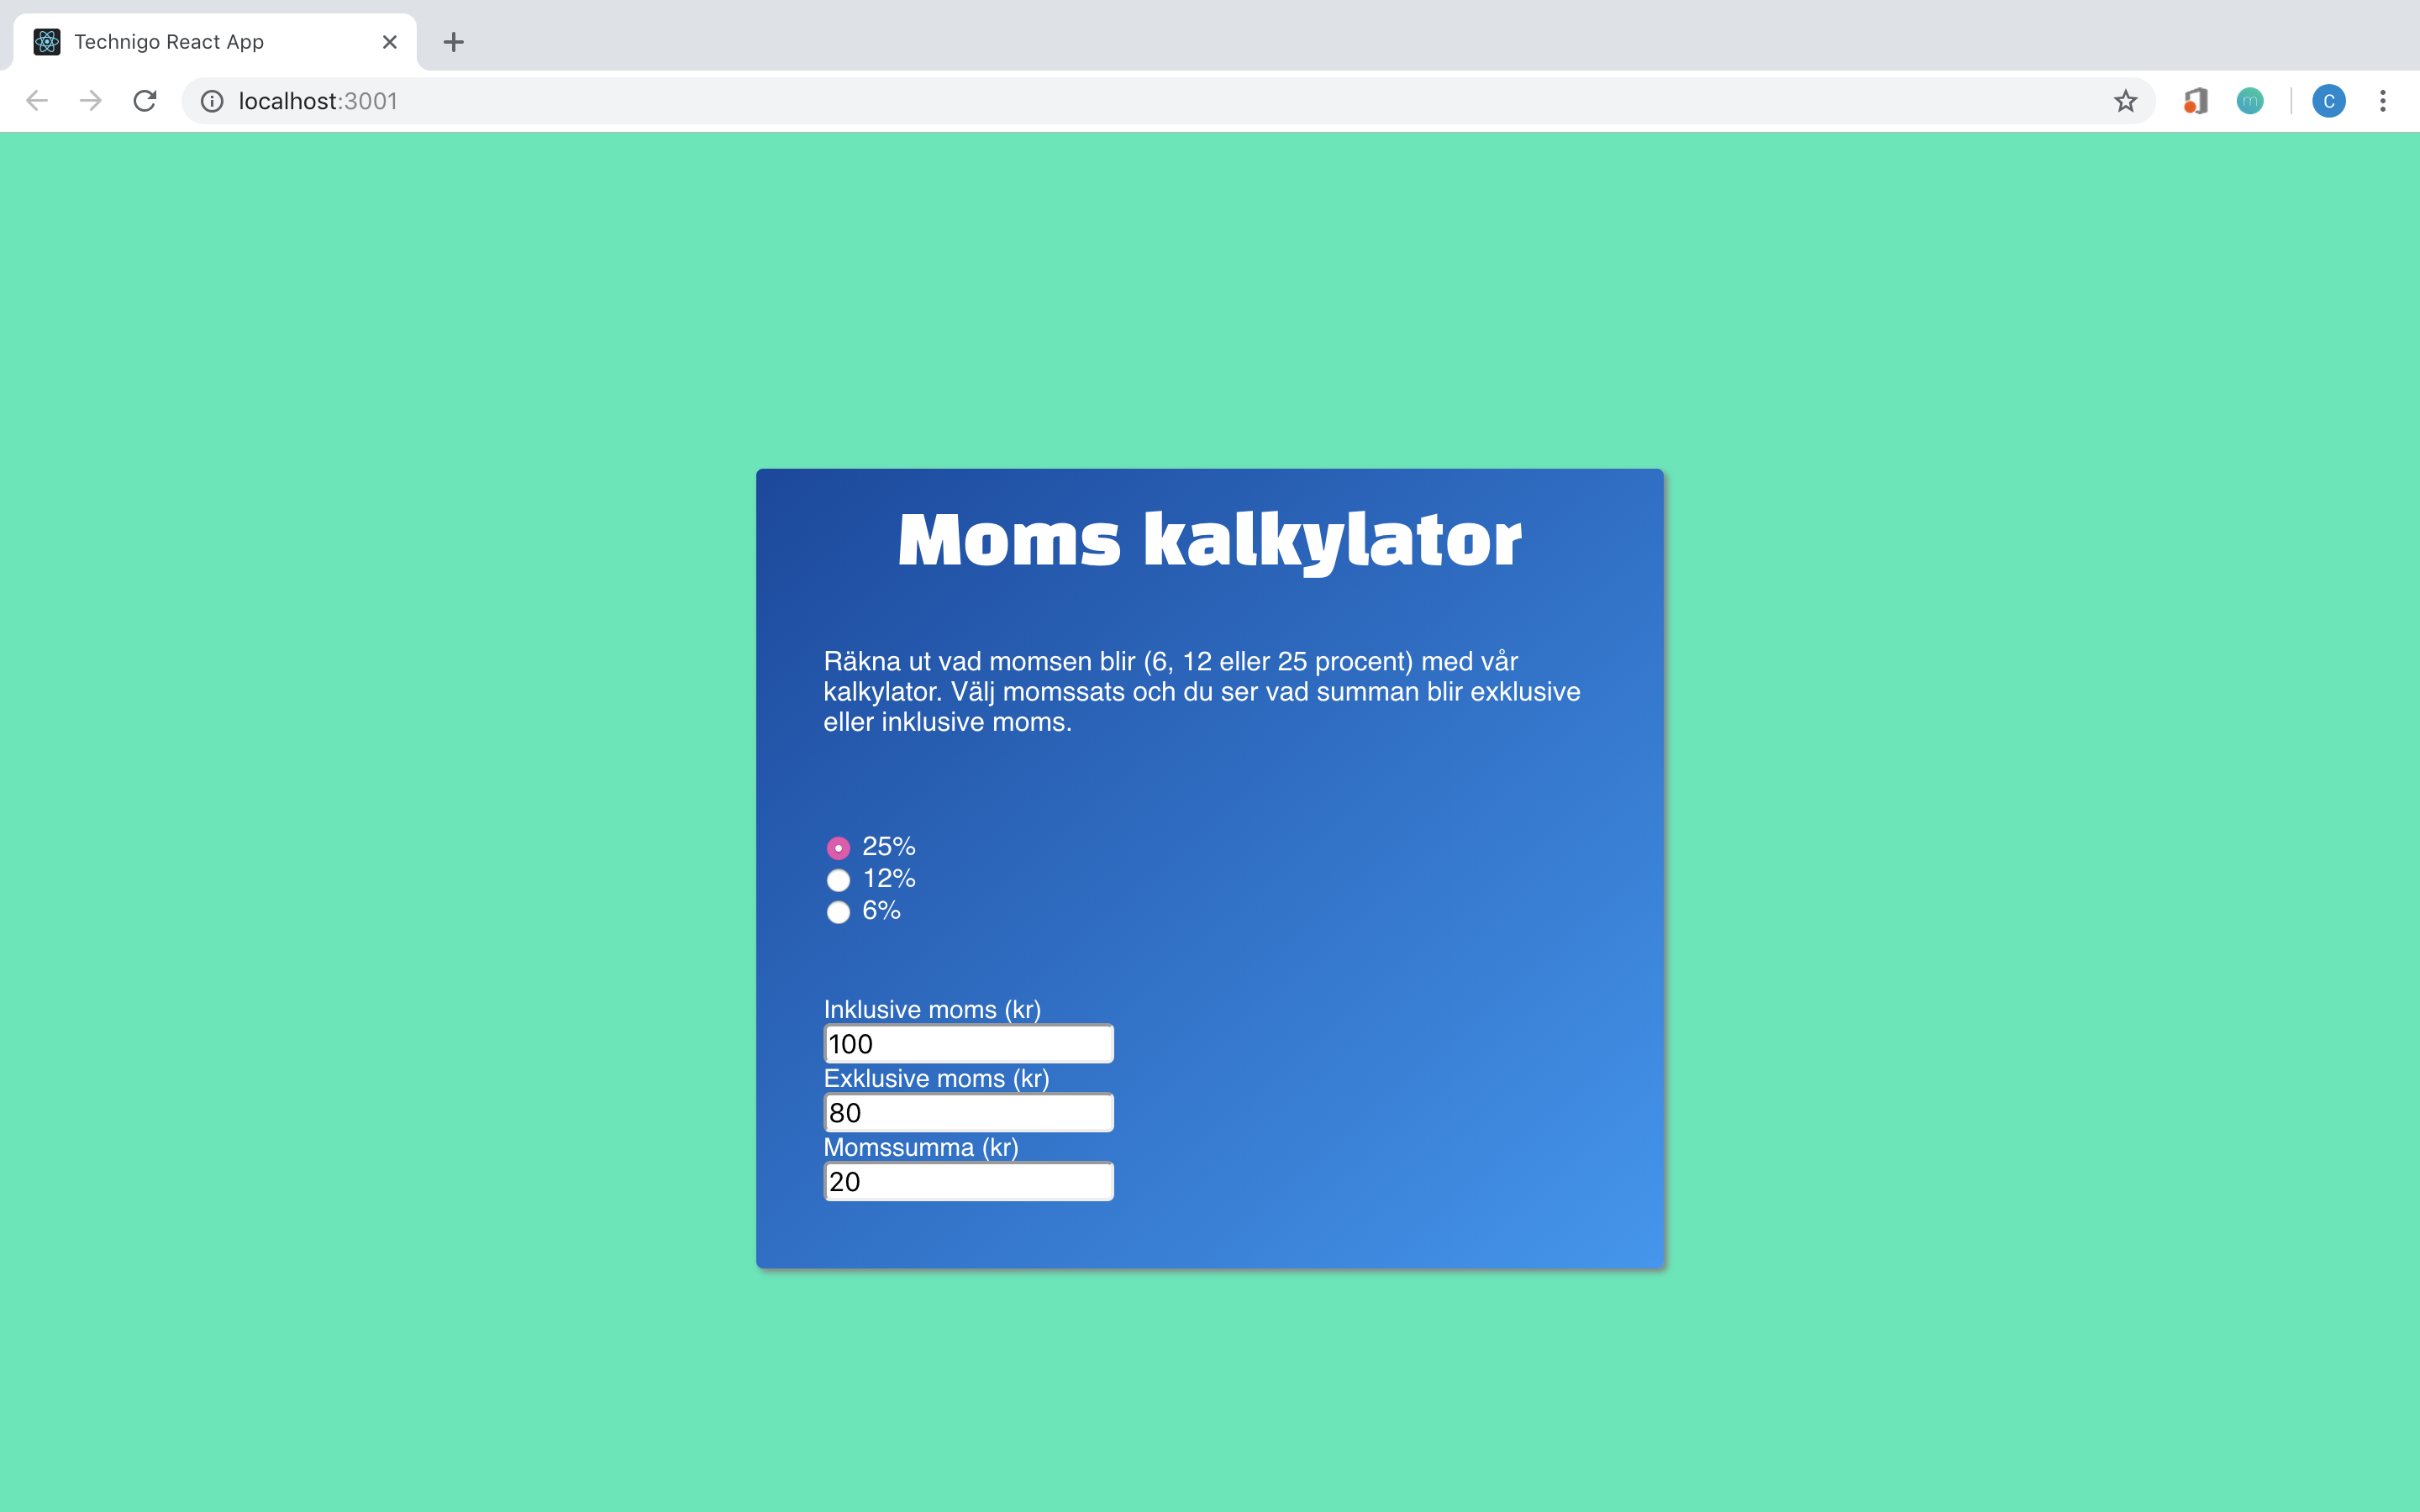 Technigo React App
localhost:3001
m
C
Moms kalkylator
Räkna ut vad momsen blir (6, 12 eller 25 procent) med vår
kalkylator. Välj momssats och du ser vad summan blir exklusive
eller inklusive moms.
25%
12%
6%
Inklusive moms (kr)
100
Exklusive moms (kr)
80
Momssumma (kr)
20